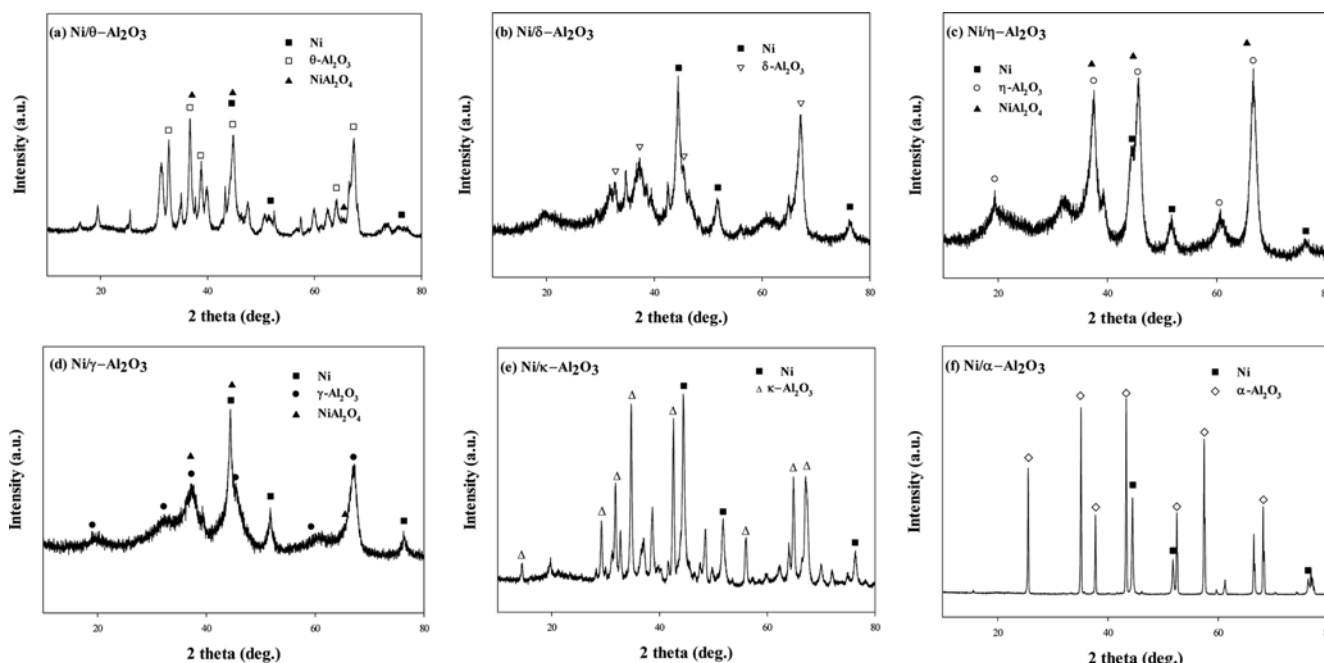 (a) Ni/θ−Al2O3
■ Ni
□ θ-Al₂O₃
▲ NiAl₂O₄
Intensity (a.u.)
20 40 60 80
2 theta (deg.)
(b) Ni/δ−Al2O3
■ Ni
▽ δ-Al₂O₃
Intensity (a.u.)
20 40 60 80
2 theta (deg.)
(c) Ni/η−Al2O3
■ Ni
○ η-Al₂O₃
▲ NiAl₂O₄
Intensity (a.u.)
20 40 60 80
2 theta (deg.)
(d) Ni/γ−Al2O3
■ Ni
● γ-Al₂O₃
▲ NiAl₂O₄
Intensity (a.u.)
20 40 60 80
2 theta (deg.)
(e) Ni/κ−Al2O3
■ Ni
Δ κ−Al₂O₃
Intensity (a.u.)
20 40 60 80
2 theta (deg.)
(f) Ni/α−Al2O3
■ Ni
◇ α-Al₂O₃
Intensity (a.u.)
20 40 60 80
2 theta (deg.)